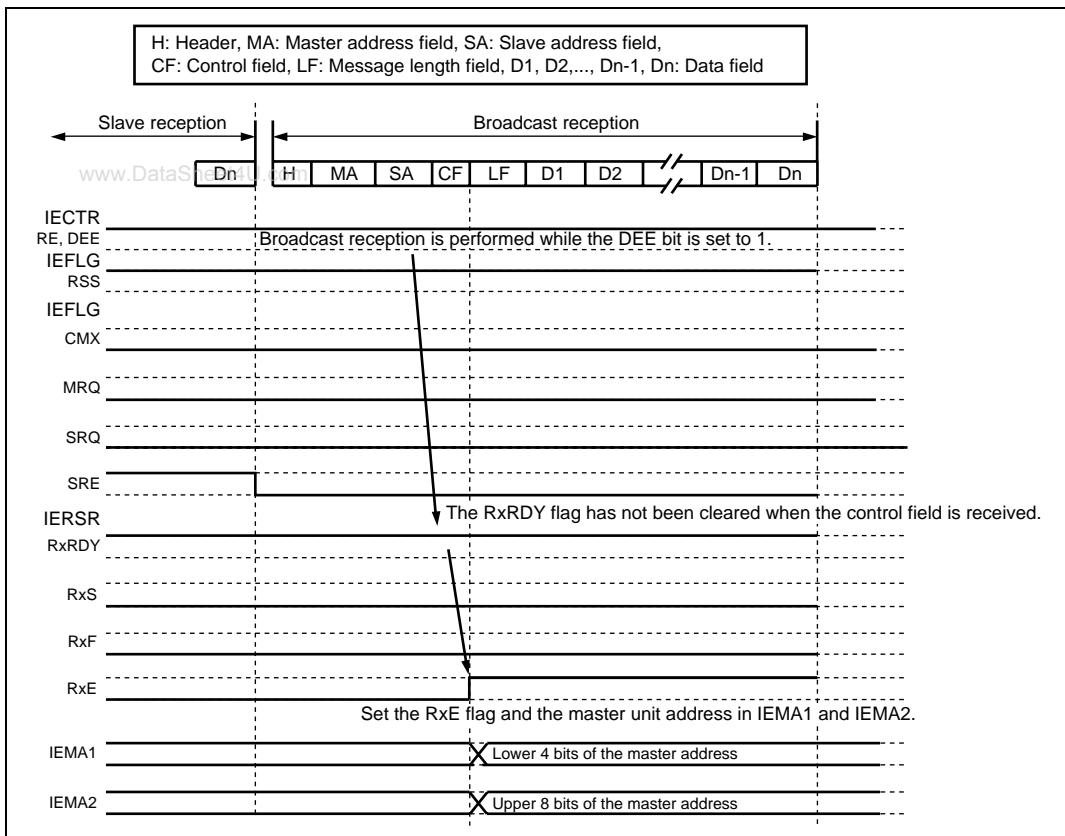 H: Header, MA: Master address field, SA: Slave address field,
CF: Control field, LF: Message length field, D1, D2,..., Dn-1, Dn: Data field
Slave reception
Broadcast reception
www.DataSheet4U.com
Dn H MA SA CF LF D1 D2 Dn-1 Dn
IECTR
RE, DEE
Broadcast reception is performed while the DEE bit is set to 1.
IEFLG
RSS
IEFLG
CMX
MRQ
SRQ
SRE
The RxRDY flag has not been cleared when the control field is received.
IERSR
RxRDY
RxS
RxF
RxE
Set the RxE flag and the master unit address in IEMA1 and IEMA2.
IEMA1
Lower 4 bits of the master address
IEMA2
Upper 8 bits of the master address